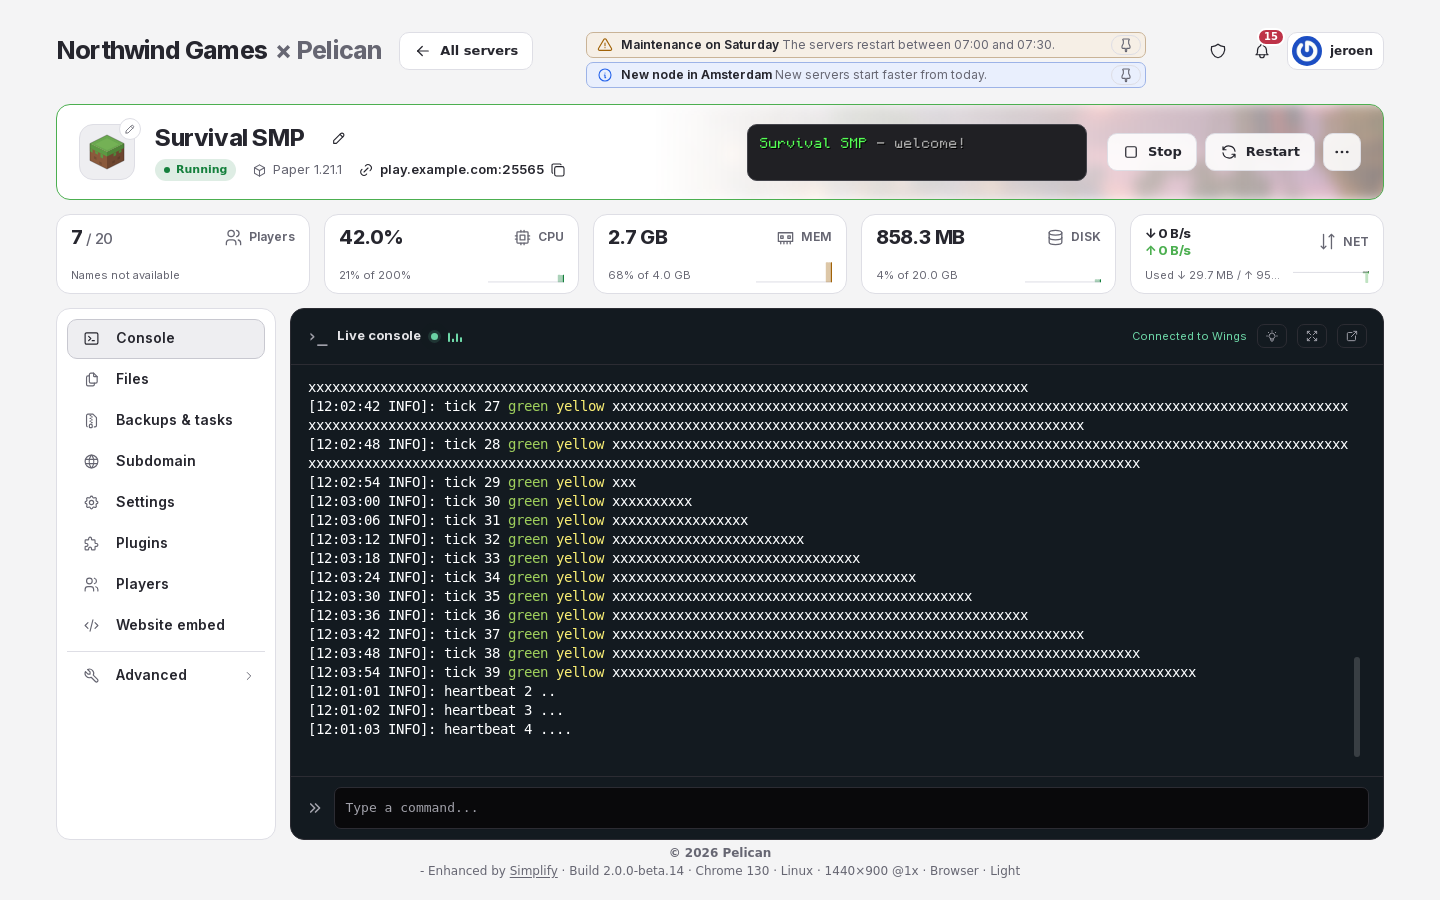 Northwind Games × Pelican
All servers
Maintenance on Saturday The servers restart between 07:00 and 07:30.
New node in Amsterdam New servers start faster from today.
15
jeroen
Survival SMP
Running
Paper 1.21.1
play.example.com:25565
Survival SMP - welcome!
Stop
Restart
7 / 20
Players
Names not available
42.0%
CPU
21% of 200%
2.7 GB
MEM
68% of 4.0 GB
858.3 MB
DISK
4% of 20.0 GB
↓ 0 B/s
↑ 0 B/s
NET
Used ↓ 29.7 MB / ↑ 95...
Console
Files
Backups & tasks
Subdomain
Settings
Plugins
Players
Website embed
Advanced
Live console
Connected to Wings
xxxxxxxxxxxxxxxxxxxxxxxxxxxxxxxxxxxxxxxxxxxxxxxxxxxxxxxxxxxxxxxxxxxxxxxxxxxxxxxxxxxxxxxxxx
[12:02:42 INFO]: tick 27 green yellow xxxxxxxxxxxxxxxxxxxxxxxxxxxxxxxxxxxxxxxxxxxxxxxxxxxxxxxxxxxxxxxxxxxxxxxxxxxxxxxxxxxxxxxxxxxx
xxxxxxxxxxxxxxxxxxxxxxxxxxxxxxxxxxxxxxxxxxxxxxxxxxxxxxxxxxxxxxxxxxxxxxxxxxxxxxxxxxxxxxxxxxxxxxxxx
[12:02:48 INFO]: tick 28 green yellow xxxxxxxxxxxxxxxxxxxxxxxxxxxxxxxxxxxxxxxxxxxxxxxxxxxxxxxxxxxxxxxxxxxxxxxxxxxxxxxxxxxxxxxxxxxx
xxxxxxxxxxxxxxxxxxxxxxxxxxxxxxxxxxxxxxxxxxxxxxxxxxxxxxxxxxxxxxxxxxxxxxxxxxxxxxxxxxxxxxxxxxxxxxxxxxxxxxxx
[12:02:54 INFO]: tick 29 green yellow xxx
[12:03:00 INFO]: tick 30 green yellow xxxxxxxxxx
[12:03:06 INFO]: tick 31 green yellow xxxxxxxxxxxxxxxxx
[12:03:12 INFO]: tick 32 green yellow xxxxxxxxxxxxxxxxxxxxxxxx
[12:03:18 INFO]: tick 33 green yellow xxxxxxxxxxxxxxxxxxxxxxxxxxxxxxx
[12:03:24 INFO]: tick 34 green yellow xxxxxxxxxxxxxxxxxxxxxxxxxxxxxxxxxxxxxx
[12:03:30 INFO]: tick 35 green yellow xxxxxxxxxxxxxxxxxxxxxxxxxxxxxxxxxxxxxxxxxxxxx
[12:03:36 INFO]: tick 36 green yellow xxxxxxxxxxxxxxxxxxxxxxxxxxxxxxxxxxxxxxxxxxxxxxxxxxxx
[12:03:42 INFO]: tick 37 green yellow xxxxxxxxxxxxxxxxxxxxxxxxxxxxxxxxxxxxxxxxxxxxxxxxxxxxxxxxxxx
[12:03:48 INFO]: tick 38 green yellow xxxxxxxxxxxxxxxxxxxxxxxxxxxxxxxxxxxxxxxxxxxxxxxxxxxxxxxxxxxxxxxxxx
[12:03:54 INFO]: tick 39 green yellow xxxxxxxxxxxxxxxxxxxxxxxxxxxxxxxxxxxxxxxxxxxxxxxxxxxxxxxxxxxxxxxxxxxxxxxxx
[12:01:01 INFO]: heartbeat 2 ..
[12:01:02 INFO]: heartbeat 3 ...
[12:01:03 INFO]: heartbeat 4 ....
Type a command...
© 2026 Pelican
- Enhanced by Simplify · Build 2.0.0-beta.14 · Chrome 130 · Linux · 1440×900 @1x · Browser · Light